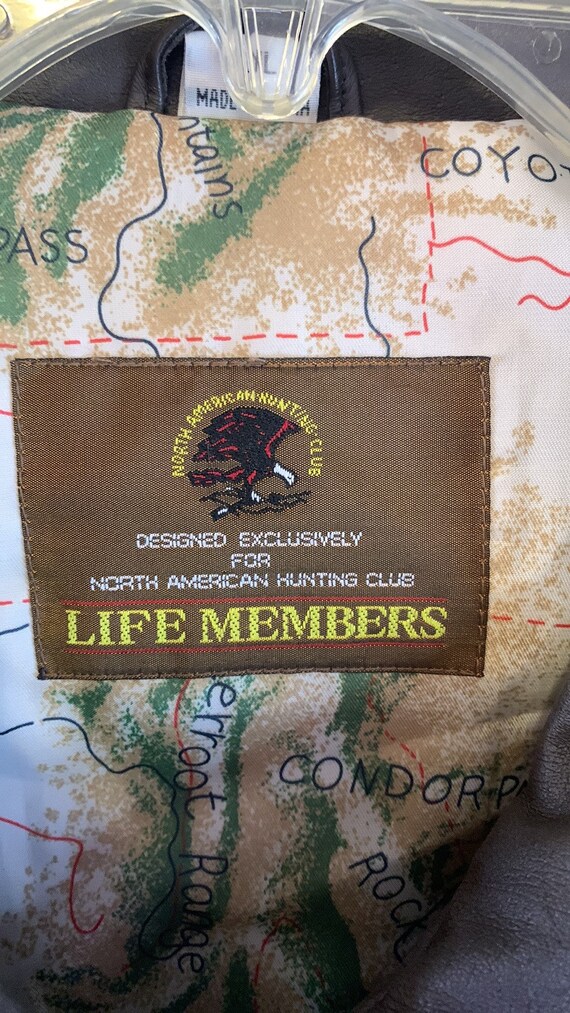 L
MADE
ntains
COYO
PASS
NORTH AMERICAN HUNTING CLUB
DESIGNED EXCLUSIVELY
FOR
NORTH AMERICAN HUNTING CLUB
LIFE MEMBERS
erroot Range
CONDOR P
ROCK